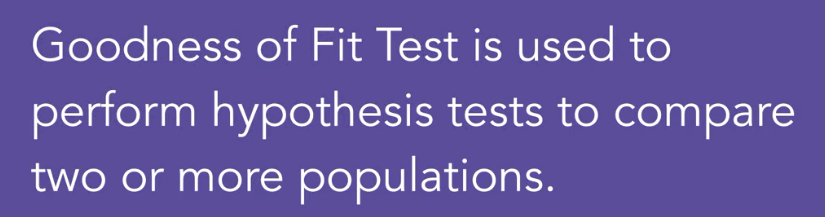 Goodness of Fit Test is used to
perform hypothesis tests to compare
two or more populations.